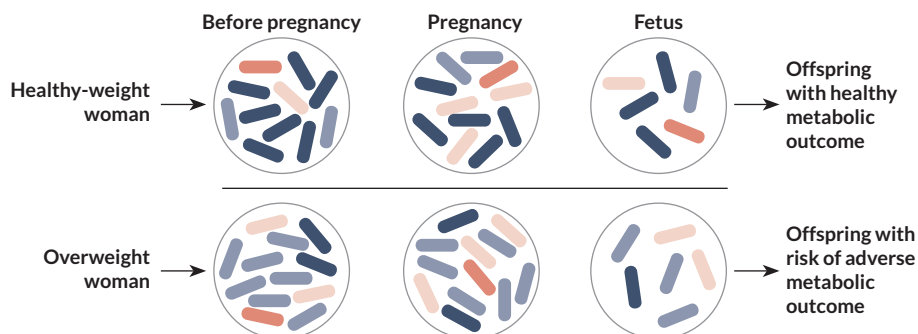 Before pregnancy
Pregnancy
Fetus
Healthy-weight
woman
Offspring
with healthy
metabolic
outcome
Overweight
woman
Offspring with
risk of adverse
metabolic
outcome